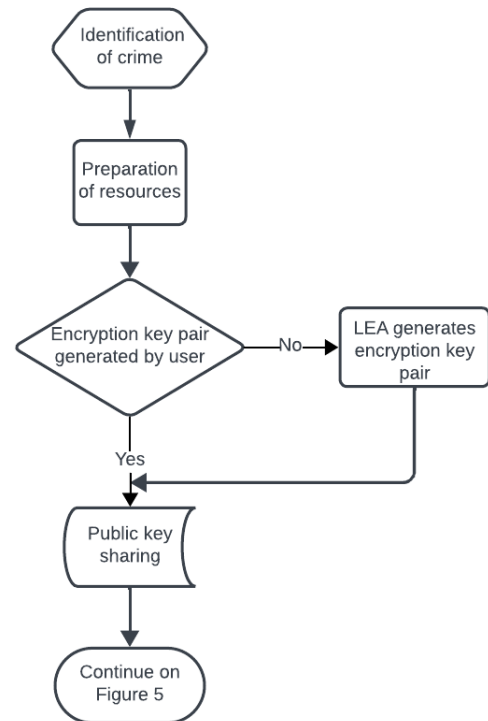 Identification
of crime
Preparation
of resources
Encryption key pair
generated by user
No
LEA generates
encryption key
pair
Yes
Public key
sharing
Continue on
Figure 5